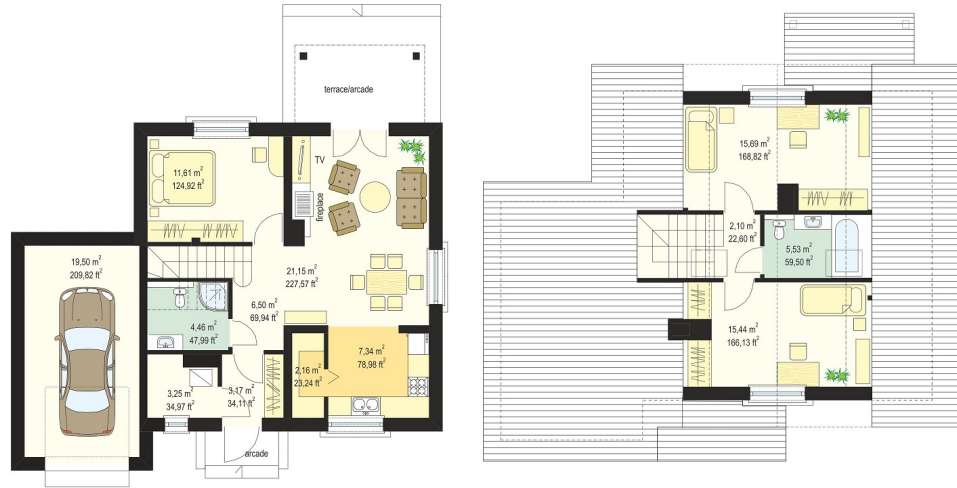 terrace/arcade
11,61 m²
124,92 ft²
TV
fireplace
19,50 m²
209,82 ft²
21,15 m²
227,57 ft²
6,50 m²
69,94 ft²
4,46 m²
47,99 ft²
7,34 m²
78,98 ft²
2,16 m²
23,24 ft²
3,25 m²
34,97 ft²
3,17 m²
34,11 ft²
arcade
15,69 m²
168,82 ft²
2,10 m²
22,60 ft²
5,53 m²
59,50 ft²
15,44 m²
166,13 ft²